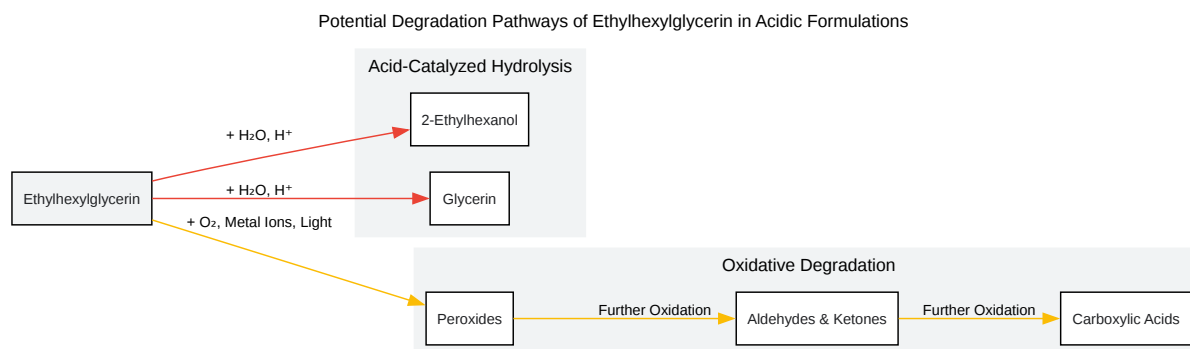 Potential Degradation Pathways of Ethylhexylglycerin in Acidic Formulations
Acid-Catalyzed Hydrolysis
2-Ethylhexanol
+ H₂O, H⁺
Ethylhexylglycerin
+ H₂O, H⁺
Glycerin
+ O₂, Metal Ions, Light
Oxidative Degradation
Peroxides
Further Oxidation
Aldehydes & Ketones
Further Oxidation
Carboxylic Acids